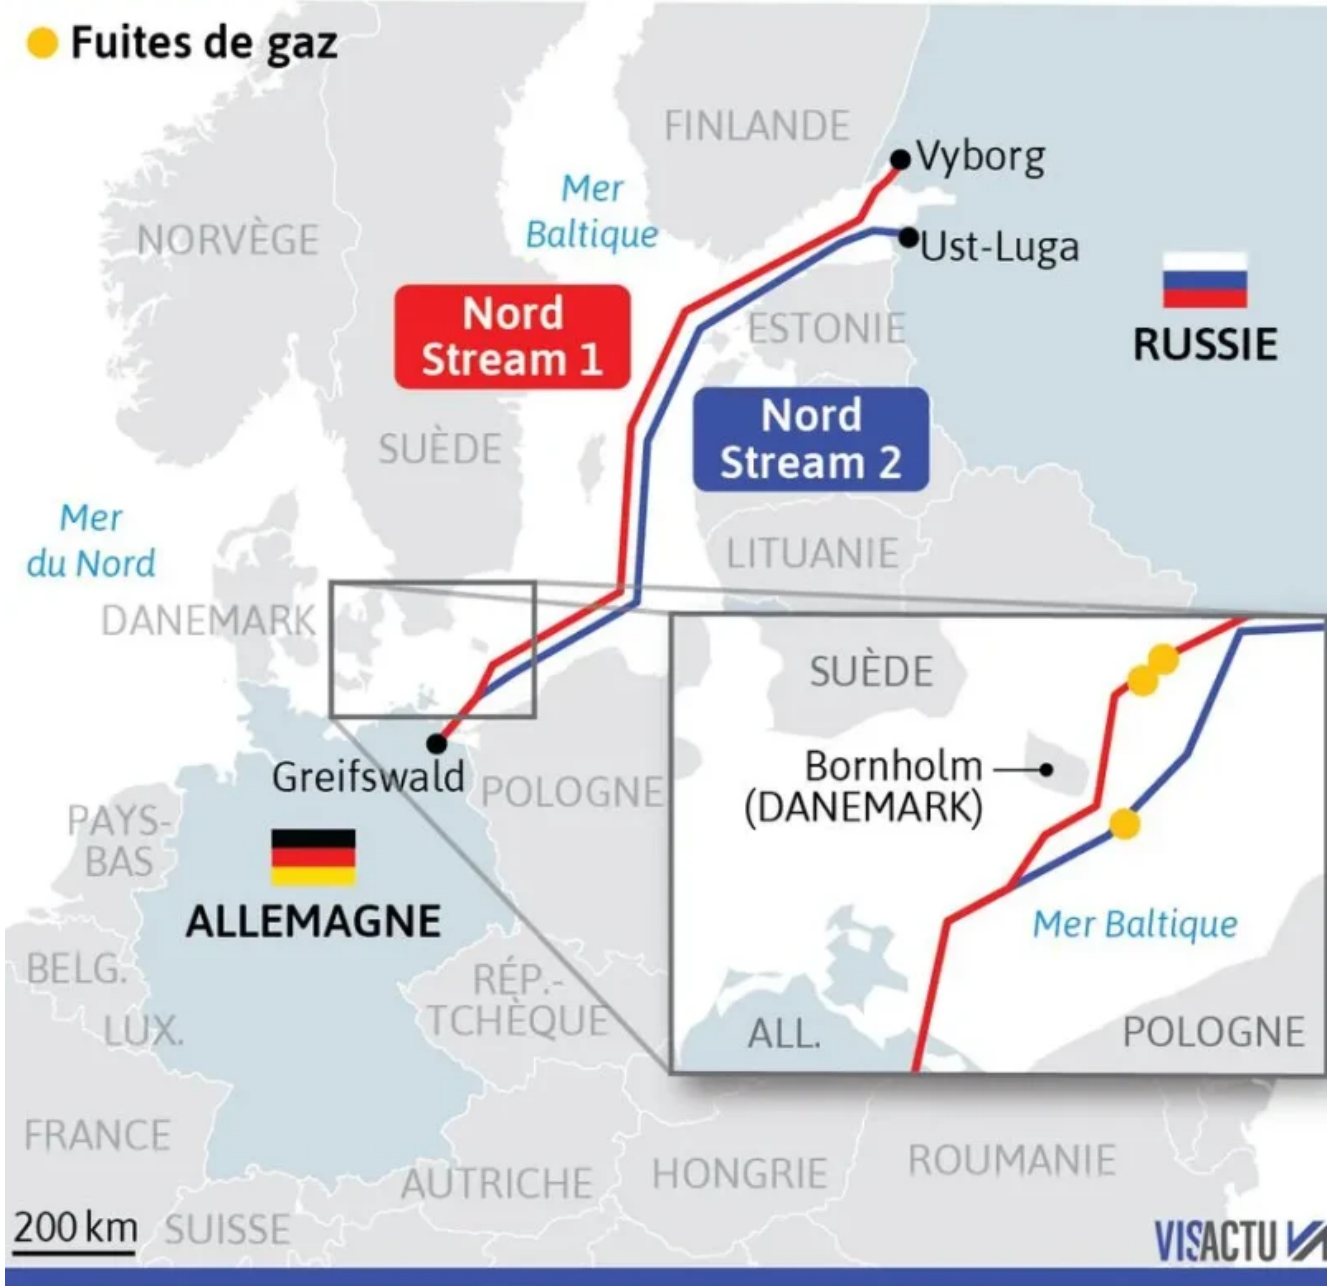 Fuites de gaz
FINLANDE
Vyborg
Mer
Baltique
NORVÈGE
Ust-Luga
Nord
Stream 1
ESTONIE
RUSSIE
Nord
Stream 2
SUÈDE
Mer
du Nord
LITUANIE
DANEMARK
SUÈDE
Bornholm
(DANEMARK)
Greifswald
POLOGNE
PAYS-
BAS
ALLEMAGNE
Mer Baltique
BELG.
RÉP.-
TCHÈQUE
LUX.
ALL.
POLOGNE
FRANCE
AUTRICHE
HONGRIE
ROUMANIE
200 km
SUISSE
VISACTU